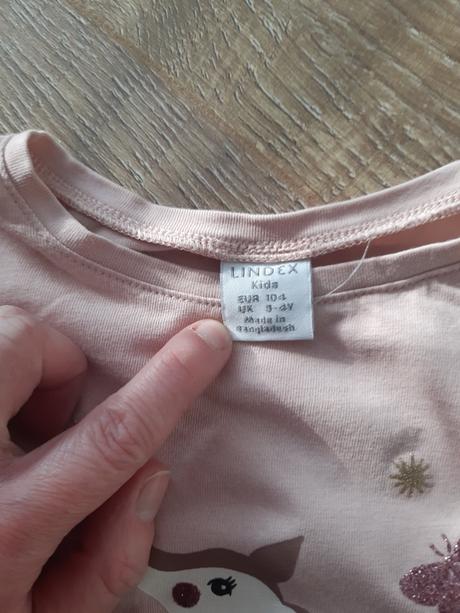 LINDEX
Kids
EUR 104
UK 3-4Y
Made in
Bangladesh